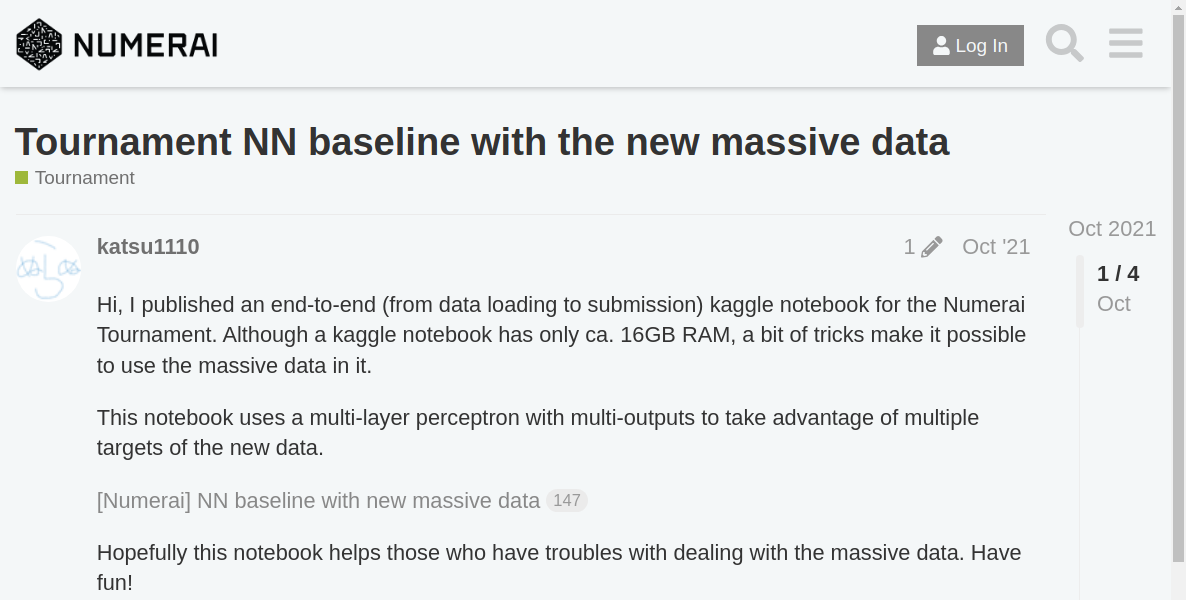 NUMERAI
Log In
Tournament NN baseline with the new massive data
Tournament
katsu1110
1
Oct '21
Hi, I published an end-to-end (from data loading to submission) kaggle notebook for the Numerai
Tournament. Although a kaggle notebook has only ca. 16GB RAM, a bit of tricks make it possible
to use the massive data in it.
This notebook uses a multi-layer perceptron with multi-outputs to take advantage of multiple
targets of the new data.
[Numerai] NN baseline with new massive data 147
Hopefully this notebook helps those who have troubles with dealing with the massive data. Have
fun!
Oct 2021
1 / 4
Oct